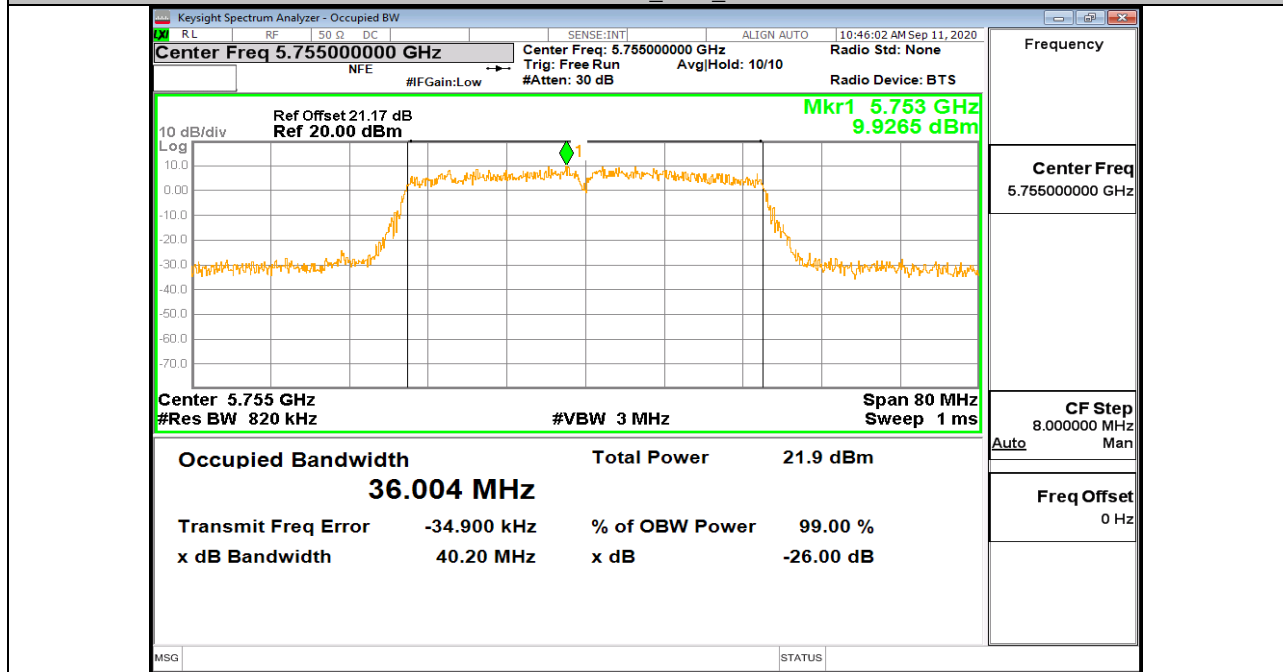 Keysight Spectrum Analyzer - Occupied BW
LXI RL RF 50 Ω DC SENSE:INT ALIGN AUTO 10:46:02 AM Sep 11, 2020
Center Freq 5.755000000 GHz
NFE
#IFGain:Low
Center Freq: 5.755000000 GHz
Trig: Free Run Avg|Hold: 10/10
#Atten: 30 dB
Radio Std: None
Radio Device: BTS
Ref Offset 21.17 dB
10 dB/div Ref 20.00 dBm
Mkr1 5.753 GHz
9.9265 dBm
Log
10.0
0.00
-10.0
-20.0
-30.0
-40.0
-50.0
-60.0
-70.0
1
Center 5.755 GHz Span 80 MHz
#Res BW 820 kHz #VBW 3 MHz Sweep 1 ms
Occupied Bandwidth Total Power 21.9 dBm
36.004 MHz
Transmit Freq Error -34.900 kHz % of OBW Power 99.00 %
x dB Bandwidth 40.20 MHz x dB -26.00 dB
MSG STATUS
Frequency
Center Freq
5.755000000 GHz
CF Step
8.000000 MHz
Auto Man
Freq Offset
0 Hz